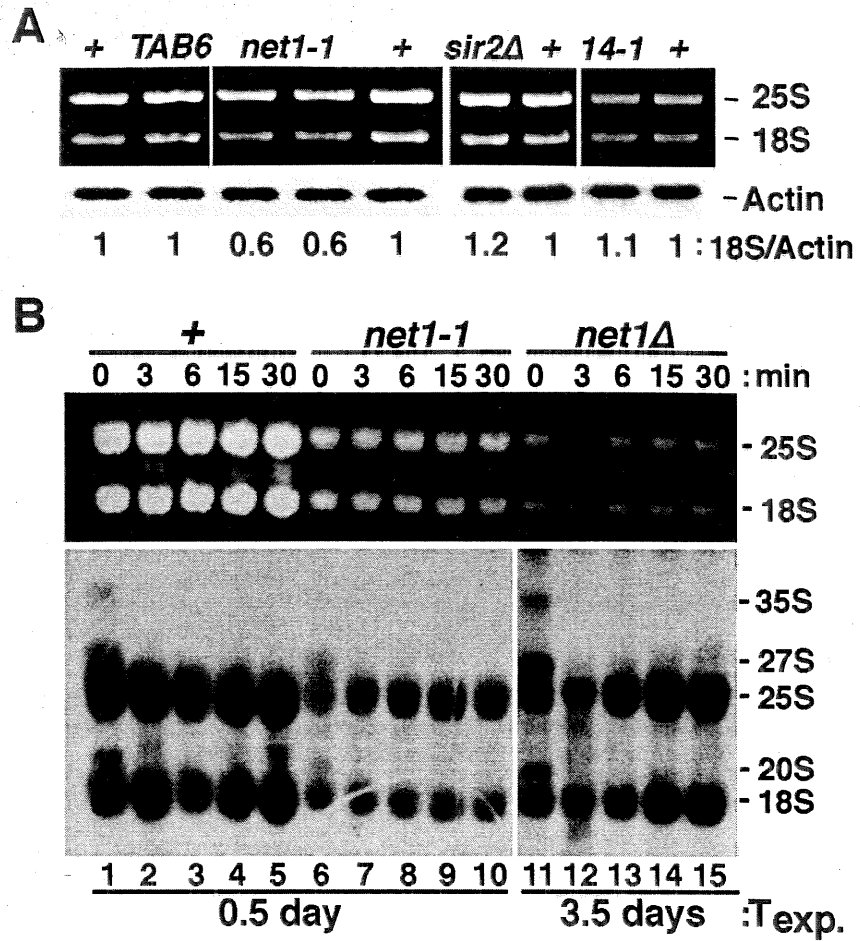 A
+ TAB6 net1-1 + sir2Δ + 14-1 +
- 25S
- 18S
- Actin
1 1 0.6 0.6 1 1.2 1 1.1 1 : 18S/Actin
B
+ net1-1 net1Δ
0 3 6 15 30 0 3 6 15 30 0 3 6 15 30 : min
- 25S
- 18S
- 35S
- 27S
- 25S
- 20S
- 18S
1 2 3 4 5 6 7 8 9 10 11 12 13 14 15
0.5 day 3.5 days :Texp.